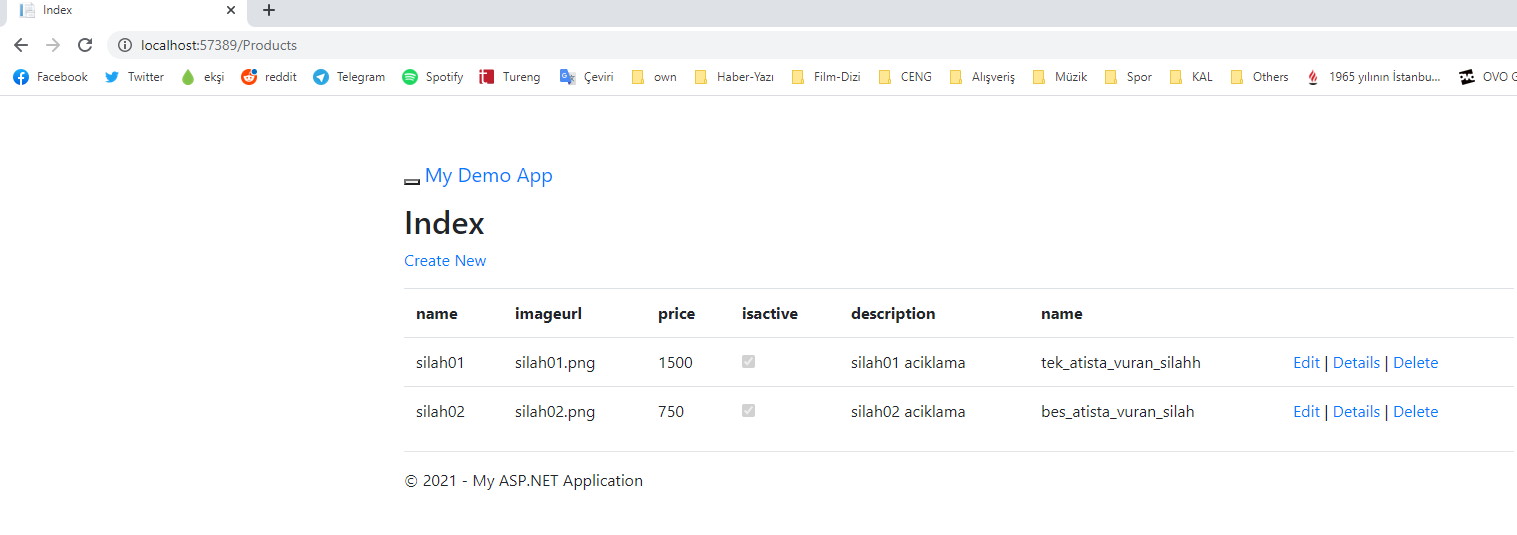 Index
localhost:57389/Products
Facebook Twitter ekşi reddit Telegram Spotify Tureng Çeviri own Haber-Yazı Film-Dizi CENG Alışveriş Müzik Spor KAL Others 1965 yılının İstanbu... OVO G
My Demo App
Index
Create New
name imageurl price isactive description name
silah01 silah01.png 1500 silah01 aciklama tek_atista_vuran_silahh Edit | Details | Delete
silah02 silah02.png 750 silah02 aciklama bes_atista_vuran_silah Edit | Details | Delete
© 2021 - My ASP.NET Application